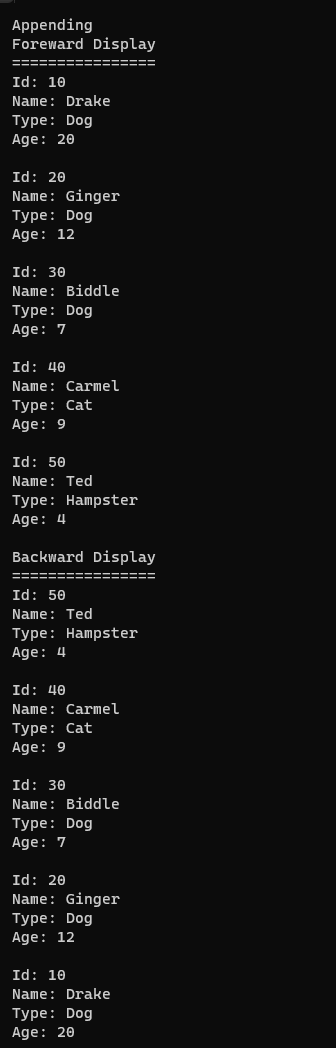 Appending
Foreward Display
================
Id: 10
Name: Drake
Type: Dog
Age: 20

Id: 20
Name: Ginger
Type: Dog
Age: 12

Id: 30
Name: Biddle
Type: Dog
Age: 7

Id: 40
Name: Carmel
Type: Cat
Age: 9

Id: 50
Name: Ted
Type: Hampster
Age: 4

Backward Display
================
Id: 50
Name: Ted
Type: Hampster
Age: 4

Id: 40
Name: Carmel
Type: Cat
Age: 9

Id: 30
Name: Biddle
Type: Dog
Age: 7

Id: 20
Name: Ginger
Type: Dog
Age: 12

Id: 10
Name: Drake
Type: Dog
Age: 20